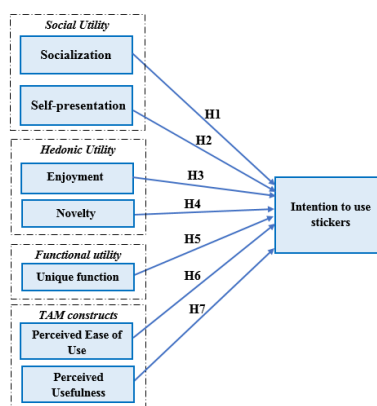 Social Utility
Socialization
Self-presentation
H1
H2
Hedonic Utility
Enjoyment
H3
Novelty
H4
Intention to use
stickers
Functional utility
H5
Unique function
H6
TAM constructs
H7
Perceived Ease of
Use
Perceived
Usefulness